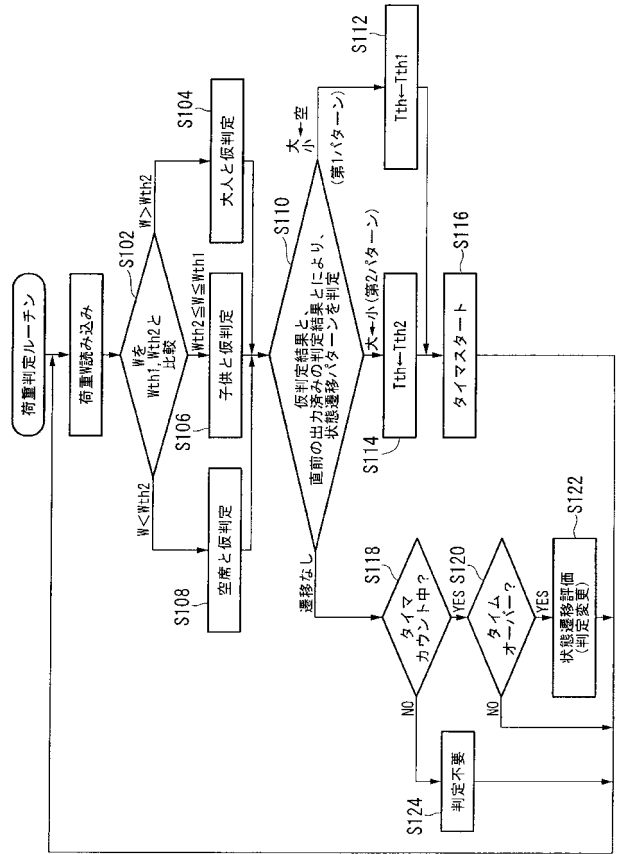 荷重判定ルーチン
荷重W読み込み
S102
Wを
Wth1,Wth2と
比較
W>Wth2
Wth2≦W≦Wth1
W<Wth2
S104
大人と仮判定
S106
子供と仮判定
S108
空席と仮判定
S110
仮判定結果と、
直前の出力済みの判定結果とにより、
状態遷移パターンを判定
大
小
←空
(第1パターン)
S112
Tth←Tth1
大←小(第2パターン)
S114
Tth←Tth2
S116
タイマスタート
遷移なし
S118
タイマ
カウント中?
YES
NO
S120
タイム
オーバー?
YES
NO
S122
状態遷移評価
(判定変更)
S124
判定不要